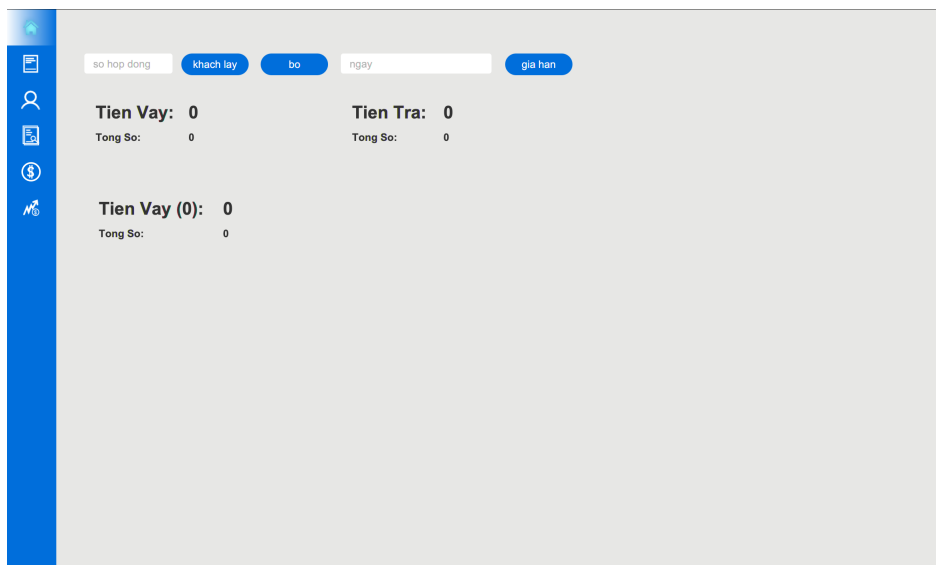 so hop dong khach lay bo ngay gia han
Tien Vay: 0 Tien Tra: 0
Tong So: 0 Tong So: 0
Tien Vay (0): 0
Tong So: 0